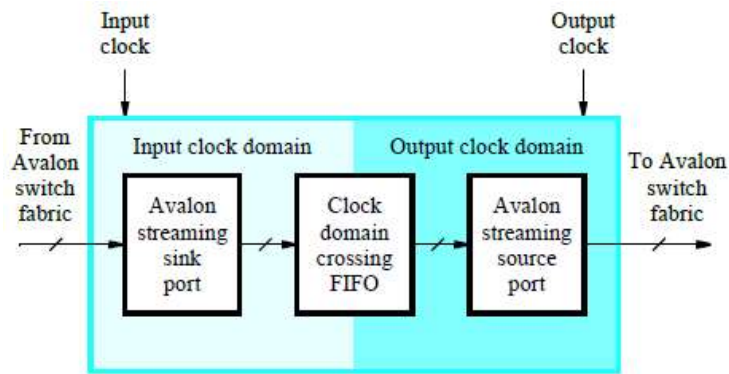 Input
clock
Output
clock
From
Avalon
switch
fabric
Input clock domain
Output clock domain
To Avalon
switch
fabric
Avalon
streaming
sink
port
Clock
domain
crossing
FIFO
Avalon
streaming
source
port